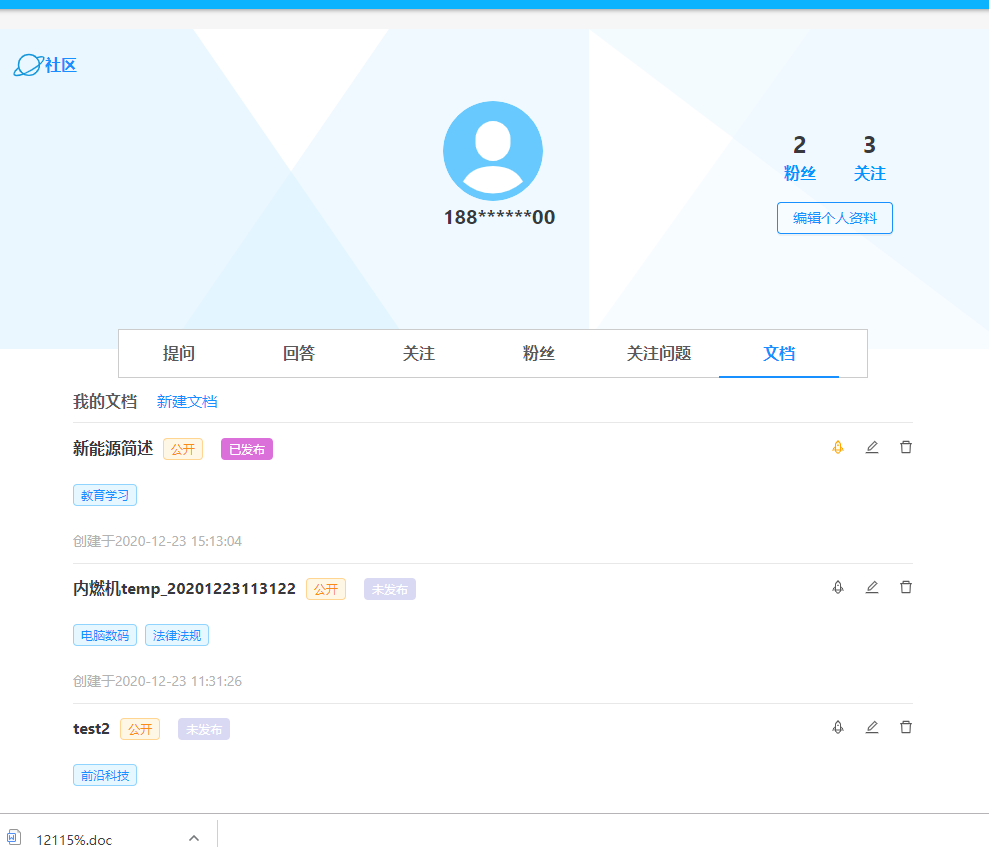 社区
2 3
粉丝 关注
188******00
编辑个人资料
提问 回答 关注 粉丝 关注问题 文档
我的文档 新建文档
新能源简述 公开 已发布
教育学习
创建于2020-12-23 15:13:04
内燃机temp_20201223113122 公开 未发布
电脑数码 法律法规
创建于2020-12-23 11:31:26
test2 公开 未发布
前沿科技
12115%.doc